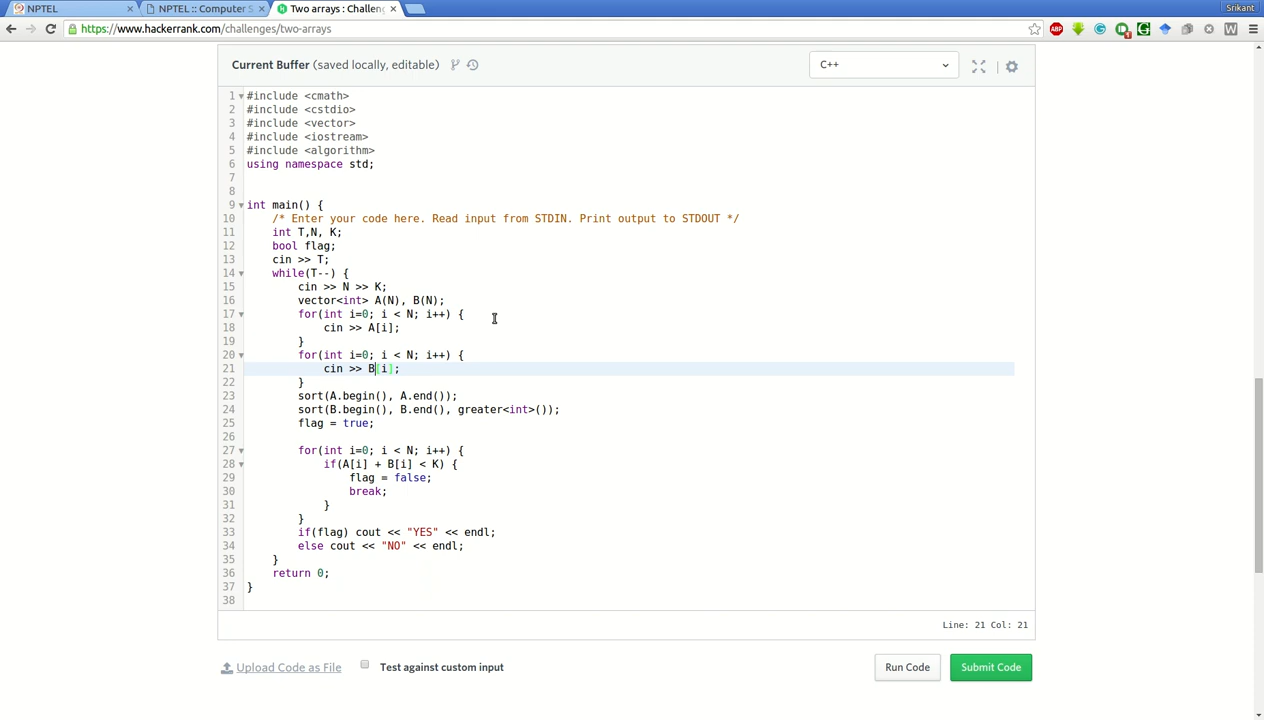 NPTEL
NPTEL :: Computer S
Two arrays : Challeng
Srikant
https://www.hackerrank.com/challenges/two-arrays
ABP
1
G
W
Current Buffer (saved locally, editable)
C++
1 #include <cmath>
2 #include <cstdio>
3 #include <vector>
4 #include <iostream>
5 #include <algorithm>
6 using namespace std;
7
8
9 int main() {
10 /* Enter your code here. Read input from STDIN. Print output to STDOUT */
11 int T,N, K;
12 bool flag;
13 cin >> T;
14 while(T--) {
15 cin >> N >> K;
16 vector<int> A(N), B(N);
17 for(int i=0; i < N; i++) {
18 cin >> A[i];
19 }
20 for(int i=0; i < N; i++) {
21 cin >> B[i];
22 }
23 sort(A.begin(), A.end());
24 sort(B.begin(), B.end(), greater<int>());
25 flag = true;
26
27 for(int i=0; i < N; i++) {
28 if(A[i] + B[i] < K) {
29 flag = false;
30 break;
31 }
32 }
33 if(flag) cout << "YES" << endl;
34 else cout << "NO" << endl;
35 }
36 return 0;
37 }
38
Line: 21 Col: 21
Upload Code as File
Test against custom input
Run Code
Submit Code